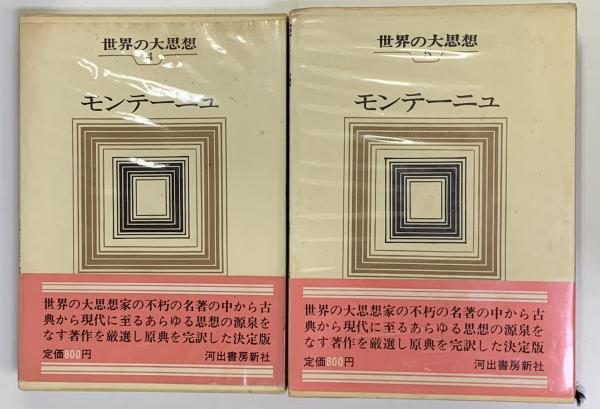 世界の大思想
4
モンテーニュ
世界の大思想家の不朽の名著の中から古
典から現代に至るあらゆる思想の源泉を
なす著作を厳選し原典を完訳した決定版
定価800円 河出書房新社
世界の大思想
5
モンテーニュ
世界の大思想家の不朽の名著の中から古
典から現代に至るあらゆる思想の源泉を
なす著作を厳選し原典を完訳した決定版
定価800円 河出書房新社